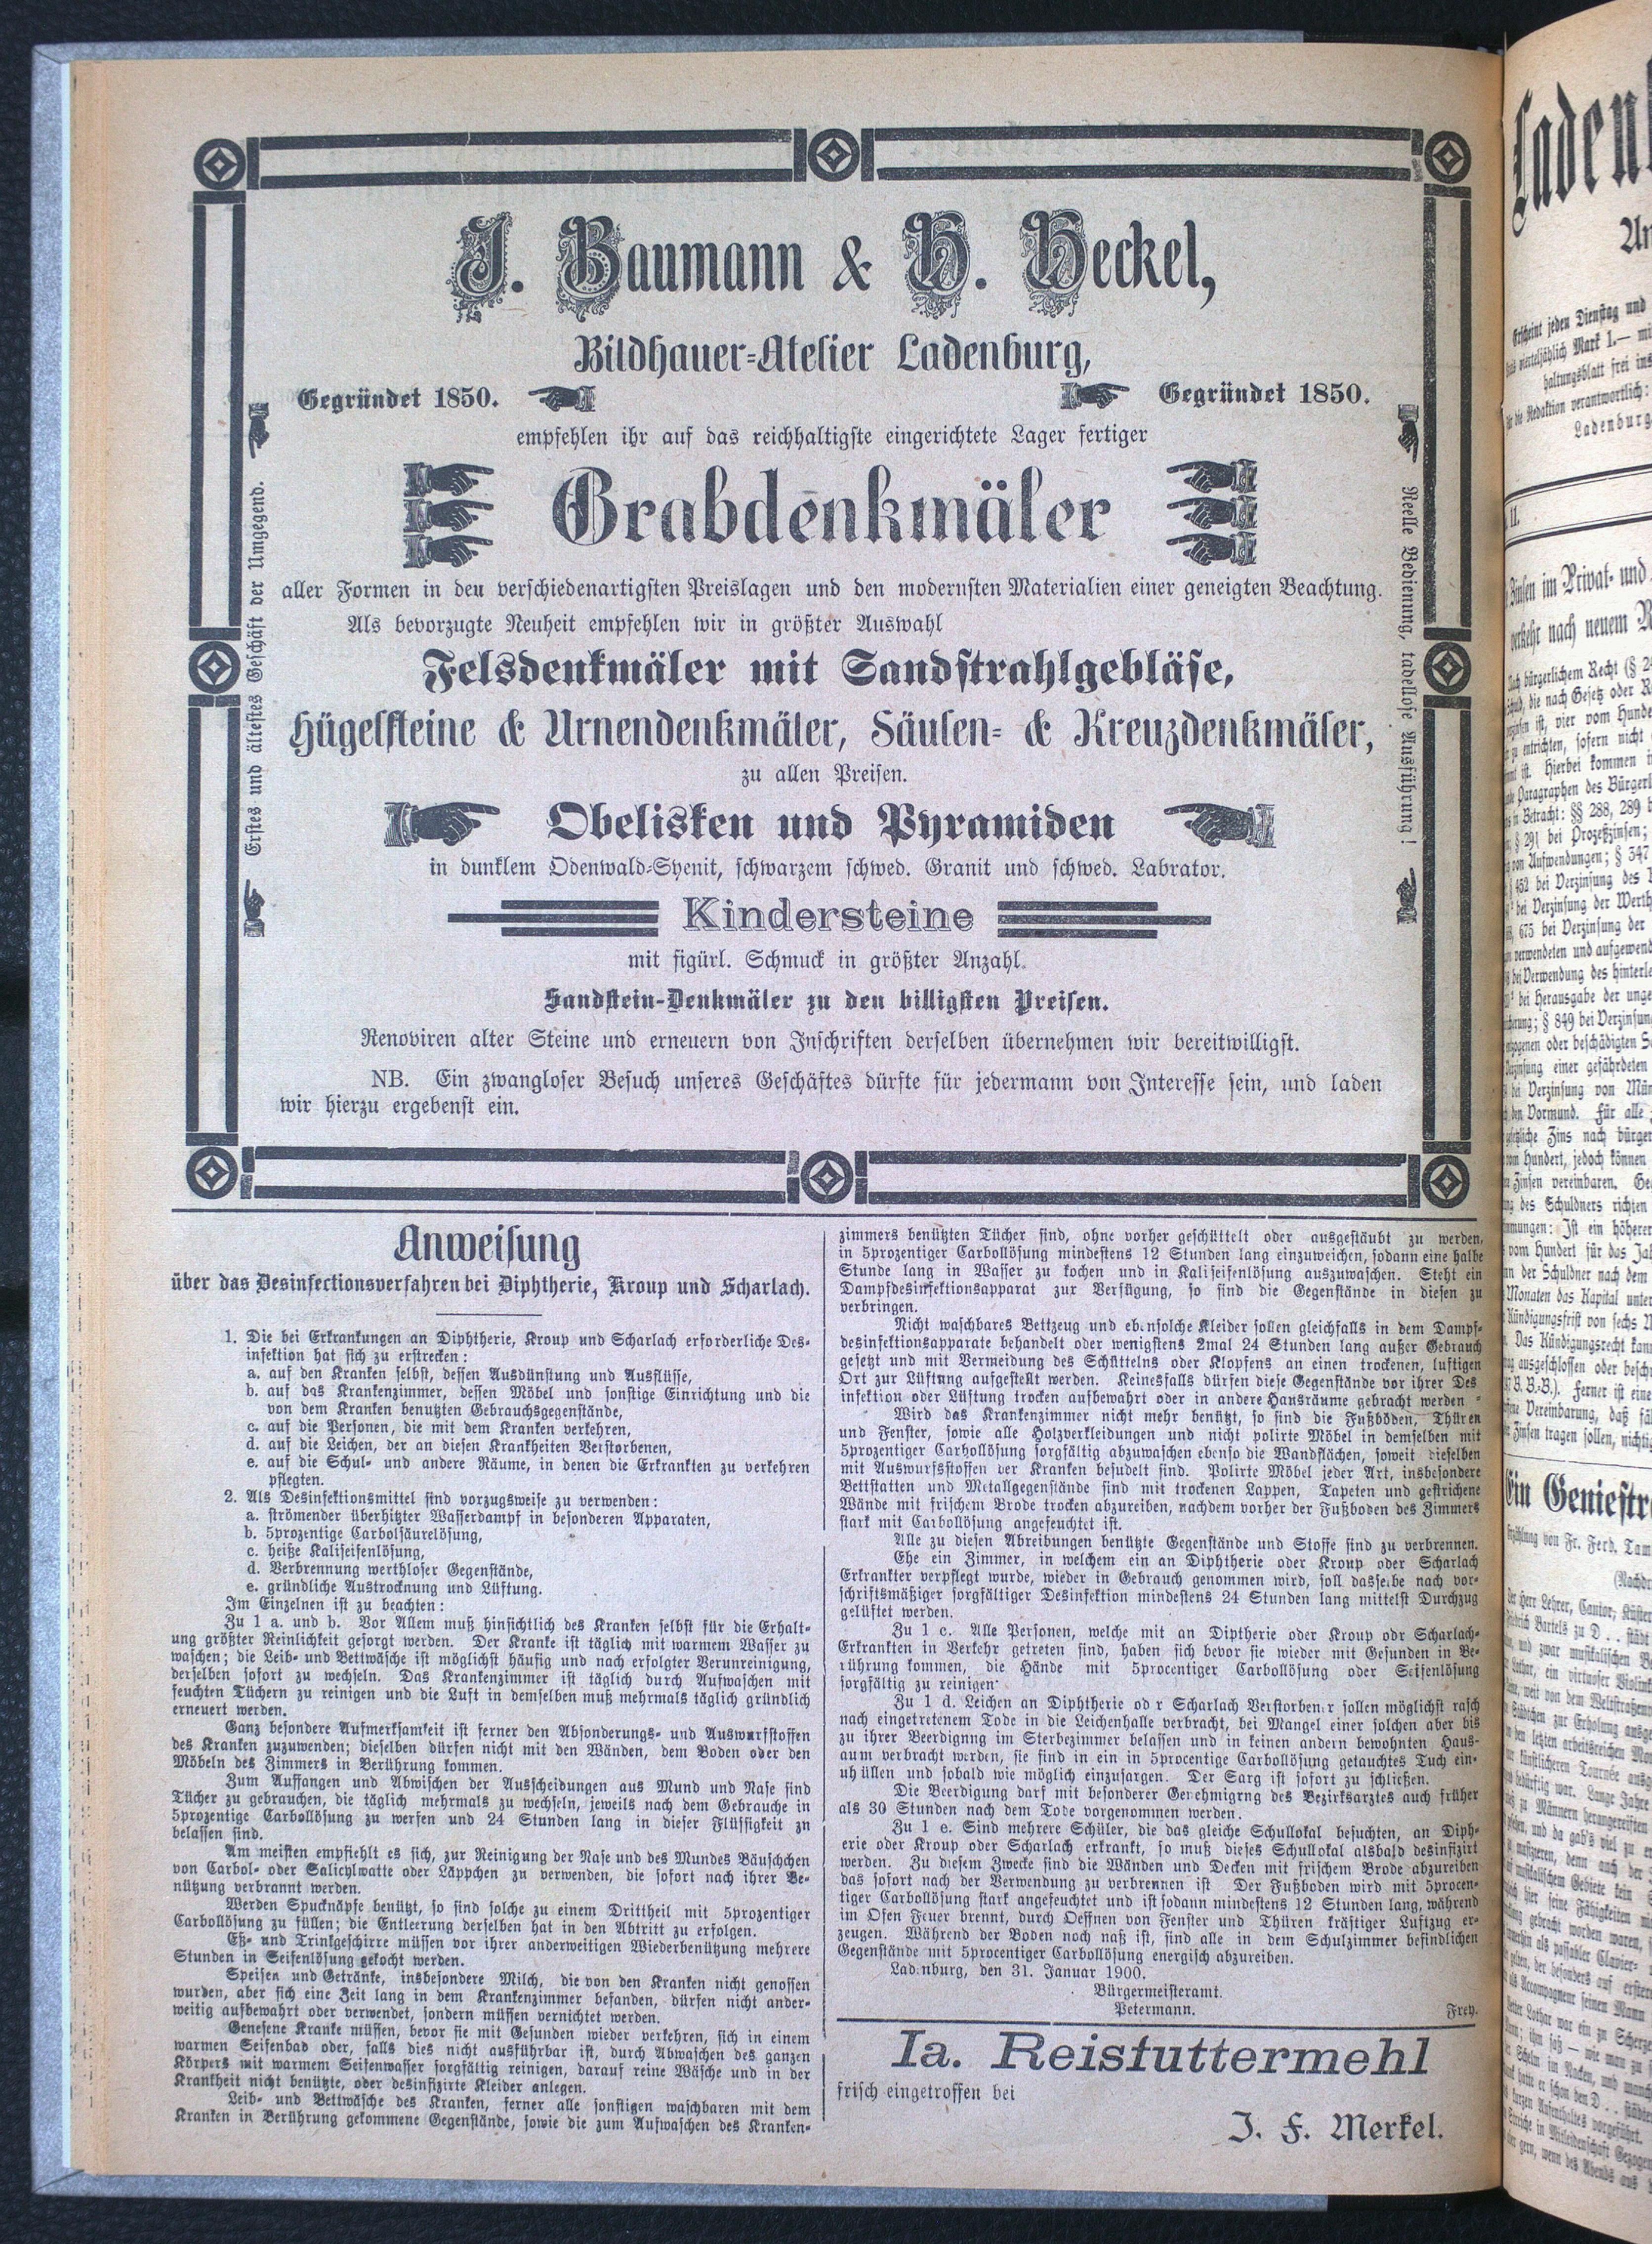 J. Baumann & H. Heckel,
Bildhauer-Atelier Ladenburg,
Gegründet 1850.
Gegründet 1850.
empfehlen ihr auf das reichhaltigste eingerichtete Lager fertiger
Grabdenkmäler
aller Formen in den verschiedenartigsten Preislagen und den modernsten Materialien einer geneigten Beachtung.
Als bevorzugte Neuheit empfehlen wir in größter Auswahl
Felsdenkmäler mit Sandstrahlgebläse,
Hügelsteine & Urnendenkmäler, Säulen- & Kreuzdenkmäler,
zu allen Preisen.
Obelisken und Pyramiden
in dunklem Odenwald-Syenit, schwarzem schwed. Granit und schwed. Labrator.
Kindersteine
mit figürl. Schmuck in größter Anzahl.
Sandstein-Denkmäler zu den billigsten Preisen.
Renoviren alter Steine und erneuern von Inschriften derselben übernehmen wir bereitwilligst.
NB. Ein zwangloser Besuch unseres Geschäftes dürfte für jedermann von Interesse sein, und laden
wir hierzu ergebenst ein.
Erstes und ältestes Geschäft der Umgegend.
Reelle Bedienung, tadellose Ausführung!
Anweisung
über das Desinfectionsverfahren bei Diphtherie, Kroup und Scharlach.
1. Die bei Erkrankungen an Diphtherie, Kroup und Scharlach erforderliche Des-
infektion hat sich zu erstrecken:
a. auf den Kranken selbst, dessen Ausdünstung und Ausflüsse,
b. auf das Krankenzimmer, dessen Möbel und sonstige Einrichtung und die
von dem Kranken benutzten Gebrauchsgegenstände,
c. auf die Personen, die mit dem Kranken verkehren,
d. auf die Leichen, der an diesen Krankheiten Verstorbenen,
e. auf die Schul- und andere Räume, in denen die Erkrankten zu verkehren
pflegten.
2. Als Desinfektionsmittel sind vorzugsweise zu verwenden:
a. strömender überhitzter Wasserdampf in besonderen Apparaten,
b. 5prozentige Carbolsäurelösung,
c. heiße Kaliseifenlösung,
d. Verbrennung werthloser Gegenstände,
e. gründliche Austrocknung und Lüftung.
Im Einzelnen ist zu beachten:
Zu 1 a. und b. Vor Allem muß hinsichtlich des Kranken selbst für die Erhalt-
ung größter Reinlichkeit gesorgt werden. Der Kranke ist täglich mit warmem Wasser zu
waschen; die Leib- und Bettwäsche ist möglichst häufig und nach erfolgter Verunreinigung,
derselben sofort zu wechseln. Das Krankenzimmer ist täglich durch Aufwaschen mit
feuchten Tüchern zu reinigen und die Luft in demselben muß mehrmals täglich gründlich
erneuert werden.
Ganz besondere Aufmerksamkeit ist ferner den Absonderungs- und Auswurfstoffen
des Kranken zuzuwenden; dieselben dürfen nicht mit den Wänden, dem Boden oder den
Möbeln des Zimmers in Berührung kommen.
Zum Auffangen und Abwischen der Ausscheidungen aus Mund und Nase sind
Tücher zu gebrauchen, die täglich mehrmals zu wechseln, jeweils nach dem Gebrauche in
5prozentige Carbollösung zu werfen und 24 Stunden lang in dieser Flüssigkeit zu
belassen sind.
Am meisten empfiehlt es sich, zur Reinigung der Nase und des Mundes Bäuschchen
von Carbol- oder Salicylwatte oder Läppchen zu verwenden, die sofort nach ihrer Be-
nützung verbrannt werden.
Werden Spucknäpfe benützt, so sind solche zu einem Drittheil mit 5prozentiger
Carbollösung zu füllen; die Entleerung derselben hat in den Abtritt zu erfolgen.
Eß- und Trinkgeschirre müssen vor ihrer anderweitigen Wiederbenützung mehrere
Stunden in Seifenlösung gekocht werden.
Speisen und Getränke, insbesondere Milch, die von den Kranken nicht genossen
wurden, aber sich eine Zeit lang in dem Krankenzimmer befanden, dürfen nicht ander-
weitig aufbewahrt oder verwendet, sondern müssen vernichtet werden.
Genesene Kranke müssen, bevor sie mit Gesunden wieder verkehren, sich in einem
warmen Seifenbad oder, falls dies nicht ausführbar ist, durch Abwaschen des ganzen
Körpers mit warmem Seifenwasser sorgfältig reinigen, darauf reine Wäsche und in der
Krankheit nicht benützte, oder desinfizirte Kleider anlegen.
Leib- und Bettwäsche des Kranken, ferner alle sonstigen waschbaren mit dem
Kranken in Berührung gekommene Gegenstände, sowie die zum Aufwaschen des Kranken-
zimmers benützten Tücher sind, ohne vorher geschüttelt oder ausgestäubt zu werden,
in 5prozentiger Carbollösung mindestens 12 Stunden lang einzuweichen, sodann eine halbe
Stunde lang in Wasser zu kochen und in Kaliseifenlösung auszuwaschen. Steht ein
Dampfdesinfektionsapparat zur Verfügung, so sind die Gegenstände in diesen zu
verbringen.
Nicht waschbares Bettzeug und ebensolche Kleider sollen gleichfalls in dem Dampf-
desinfektionsapparate behandelt oder wenigstens 2mal 24 Stunden lang außer Gebrauch
gesetzt und mit Vermeidung des Schüttelns oder Klopfens an einen trockenen, luftigen
Ort zur Lüftung aufgestellt werden. Keinesfalls dürfen diese Gegenstände vor ihrer Des
infektion oder Lüftung trocken aufbewahrt oder in andere Hausräume gebracht werden -
Wird das Krankenzimmer nicht mehr benützt, so sind die Fußböden, Thüren
und Fenster, sowie alle Holzverkleidungen und nicht polirte Möbel in demselben mit
5prozentiger Carbollösung sorgfältig abzuwaschen ebenso die Wandflächen, soweit dieselben
mit Auswurfsstoffen der Kranken besudelt sind. Polirte Möbel jeder Art, insbesondere
Bettstatten und Metallgegenstände sind mit trockenen Lappen, Tapeten und gestrichene
Wände mit frischem Brode trocken abzureiben, nachdem vorher der Fußboden des Zimmers
stark mit Carbollösung angefeuchtet ist.
Alle zu diesen Abreibungen benützte Gegenstände und Stoffe sind zu verbrennen.
Ehe ein Zimmer, in welchem ein an Diphtherie oder Kroup oder Scharlach
Erkrankter verpflegt wurde, wieder in Gebrauch genommen wird, soll dasselbe nach vor-
schriftsmäßiger sorgfältiger Desinfektion mindestens 24 Stunden lang mittelst Durchzug
gelüftet werden.
Zu 1 c. Alle Personen, welche mit an Diptherie oder Kroup odr Scharlach-
Erkrankten in Verkehr getreten sind, haben sich bevor sie wieder mit Gesunden in Be-
rührung kommen, die Hände mit 5procentiger Carbollösung oder Seifenlösung
sorgfältig zu reinigen
Zu 1 d. Leichen an Diphtherie od r Scharlach Verstorbener sollen möglichst rasch
nach eingetretenem Tode in die Leichenhalle verbracht, bei Mangel einer solchen aber bis
zu ihrer Beerdignng im Sterbezimmer belassen und in keinen andern bewohnten Haus-
aum verbracht werden, sie sind in ein in 5procentige Carbollösung getauchtes Tuch ein-
uhüllen und sobald wie möglich einzusargen. Der Sarg ist sofort zu schließen.
Die Beerdigung darf mit besonderer Genehmigrng des Bezirksarztes auch früher
als 30 Stunden nach dem Tode vorgenommen werden.
Zu 1 e. Sind mehrere Schüler, die das gleiche Schullokal besuchten, an Diph-
erie oder Kroup oder Scharlach erkrankt, so muß dieses Schullokal alsbald desinfizirt
werden. Zu diesem Zwecke sind die Wänden und Decken mit frischem Brode abzureiben
das sofort nach der Verwendung zu verbrennen ist Der Fußboden wird mit 5procen-
tiger Carbollösung stark angefeuchtet und ist sodann mindestens 12 Stunden lang, während
im Ofen Feuer brennt, durch Oeffnen von Fenster und Thüren kräftiger Luftzug er-
zeugen. Während der Boden noch naß ist, sind alle in dem Schulzimmer befindlichen
Gegenstände mit 5procentiger Carbollösung energisch abzureiben.
Lad.nburg, den 31. Januar 1900.
Bürgermeisteramt.
Petermann. Frey.
Ia. Reisfuttermehl
frisch eingetroffen bei
J. F. Merkel.